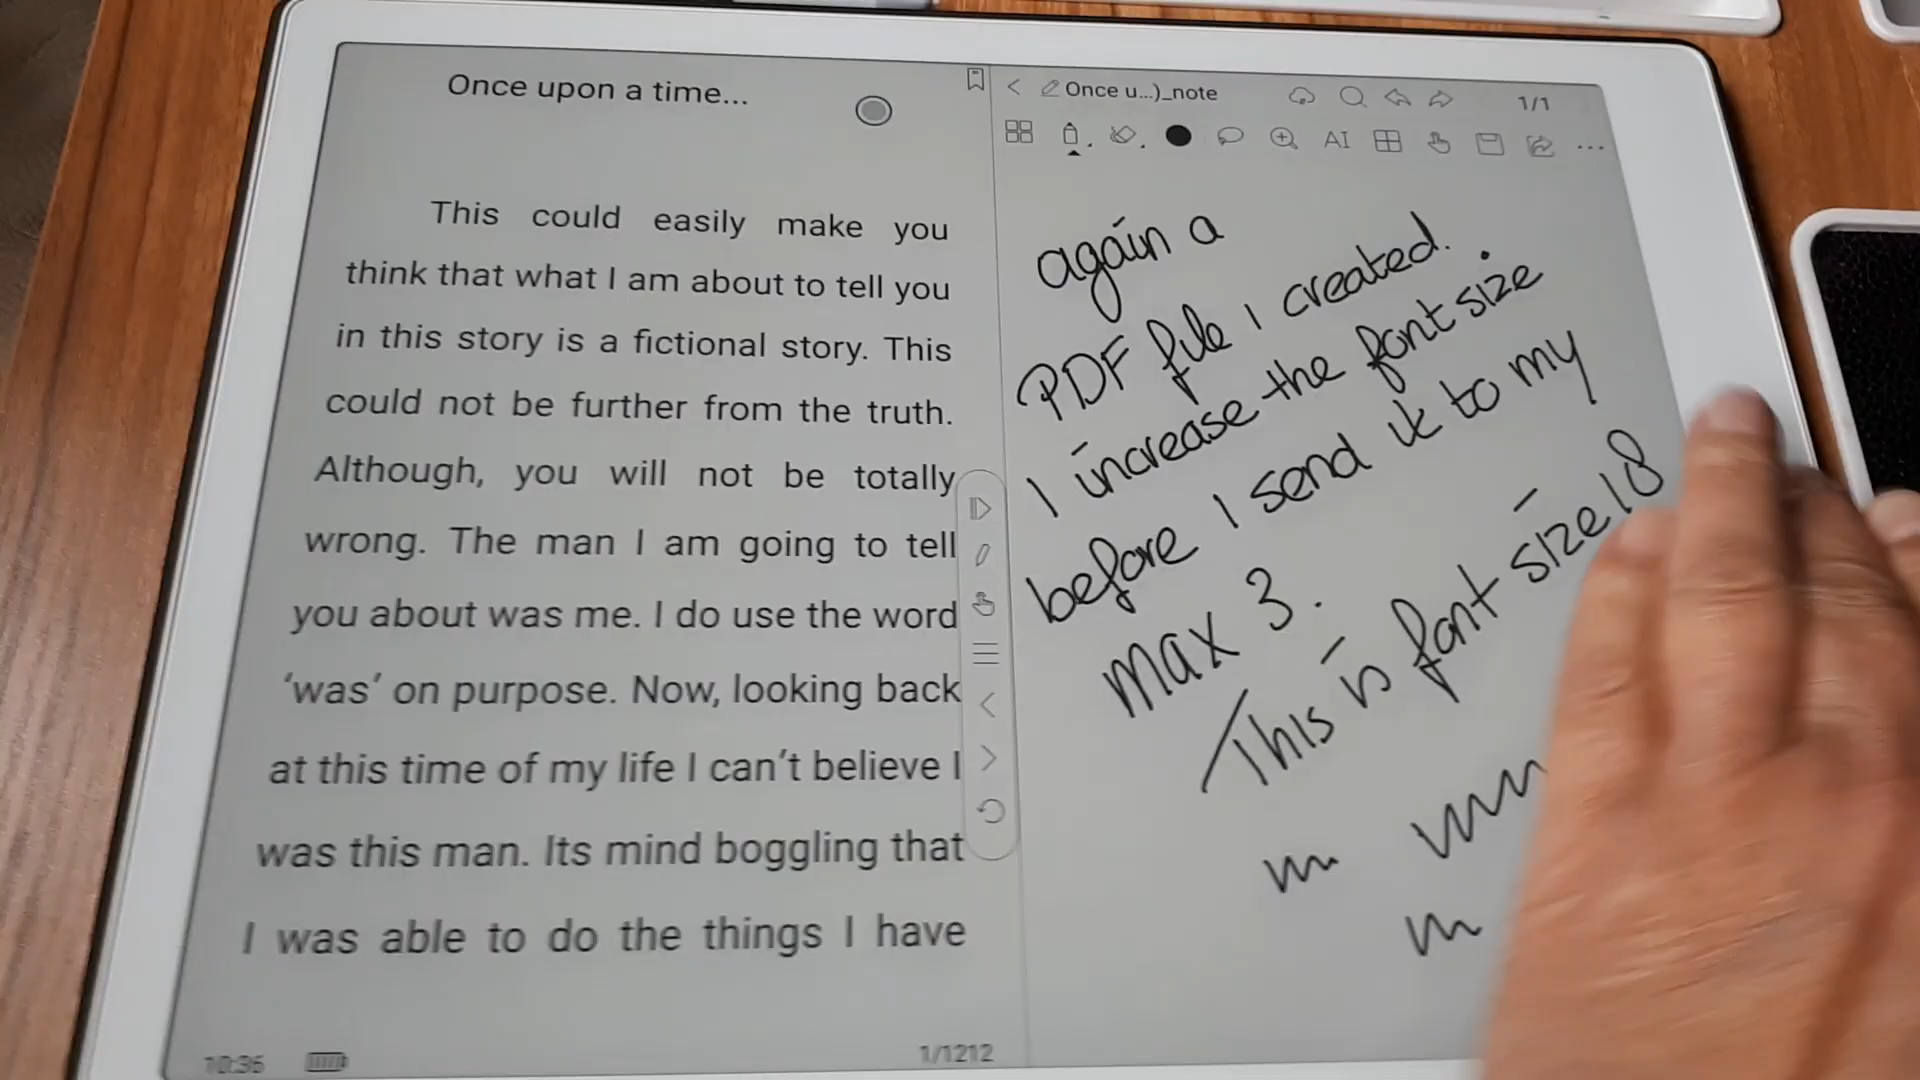 Once upon a time...
This could easily make you
think that what I am about to tell you
in this story is a fictional story. This
could not be further from the truth.
Although, you will not be totally
wrong. The man I am going to tell
you about was me. I do use the word
‘was’ on purpose. Now, looking back
at this time of my life I can’t believe I
was this man. Its mind boggling that
I was able to do the things I have
10:36
1/1212
Once u...)_note
1/1
AI
again a
PDF file I created.
I increase the font size
before I send it to my
max 3.
This is font size 18